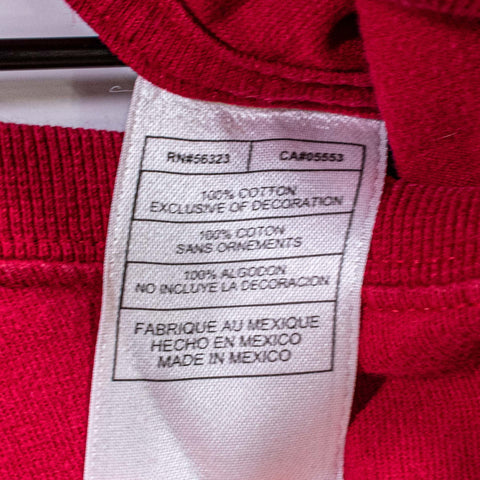 RN#56323 CA#05553
100% COTTON
EXCLUSIVE OF DECORATION
100% COTON
SANS ORNEMENTS
100% ALGODON
NO INCLUYE LA DECORACION
FABRIQUE AU MEXIQUE
HECHO EN MEXICO
MADE IN MEXICO